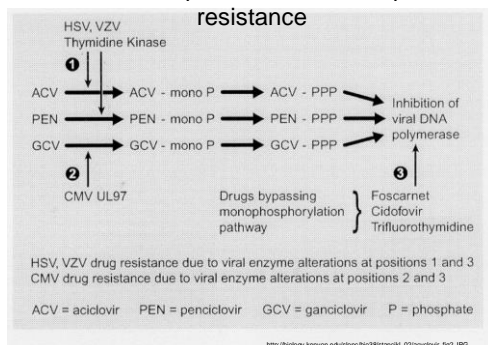 resistance
HSV, VZV
Thymidine Kinase
1
ACV ACV - mono P ACV - PPP
PEN PEN - mono P PEN - PPP
GCV GCV - mono P GCV - PPP
Inhibition of
viral DNA
polymerase
2
3
CMV UL97
Drugs bypassing
monophosphorylation
pathway
Foscarnet
Cidofovir
Trifluorothymidine
HSV, VZV drug resistance due to viral enzyme alterations at positions 1 and 3
CMV drug resistance due to viral enzyme alterations at positions 2 and 3
ACV = aciclovir PEN = penciclovir GCV = ganciclovir P = phosphate